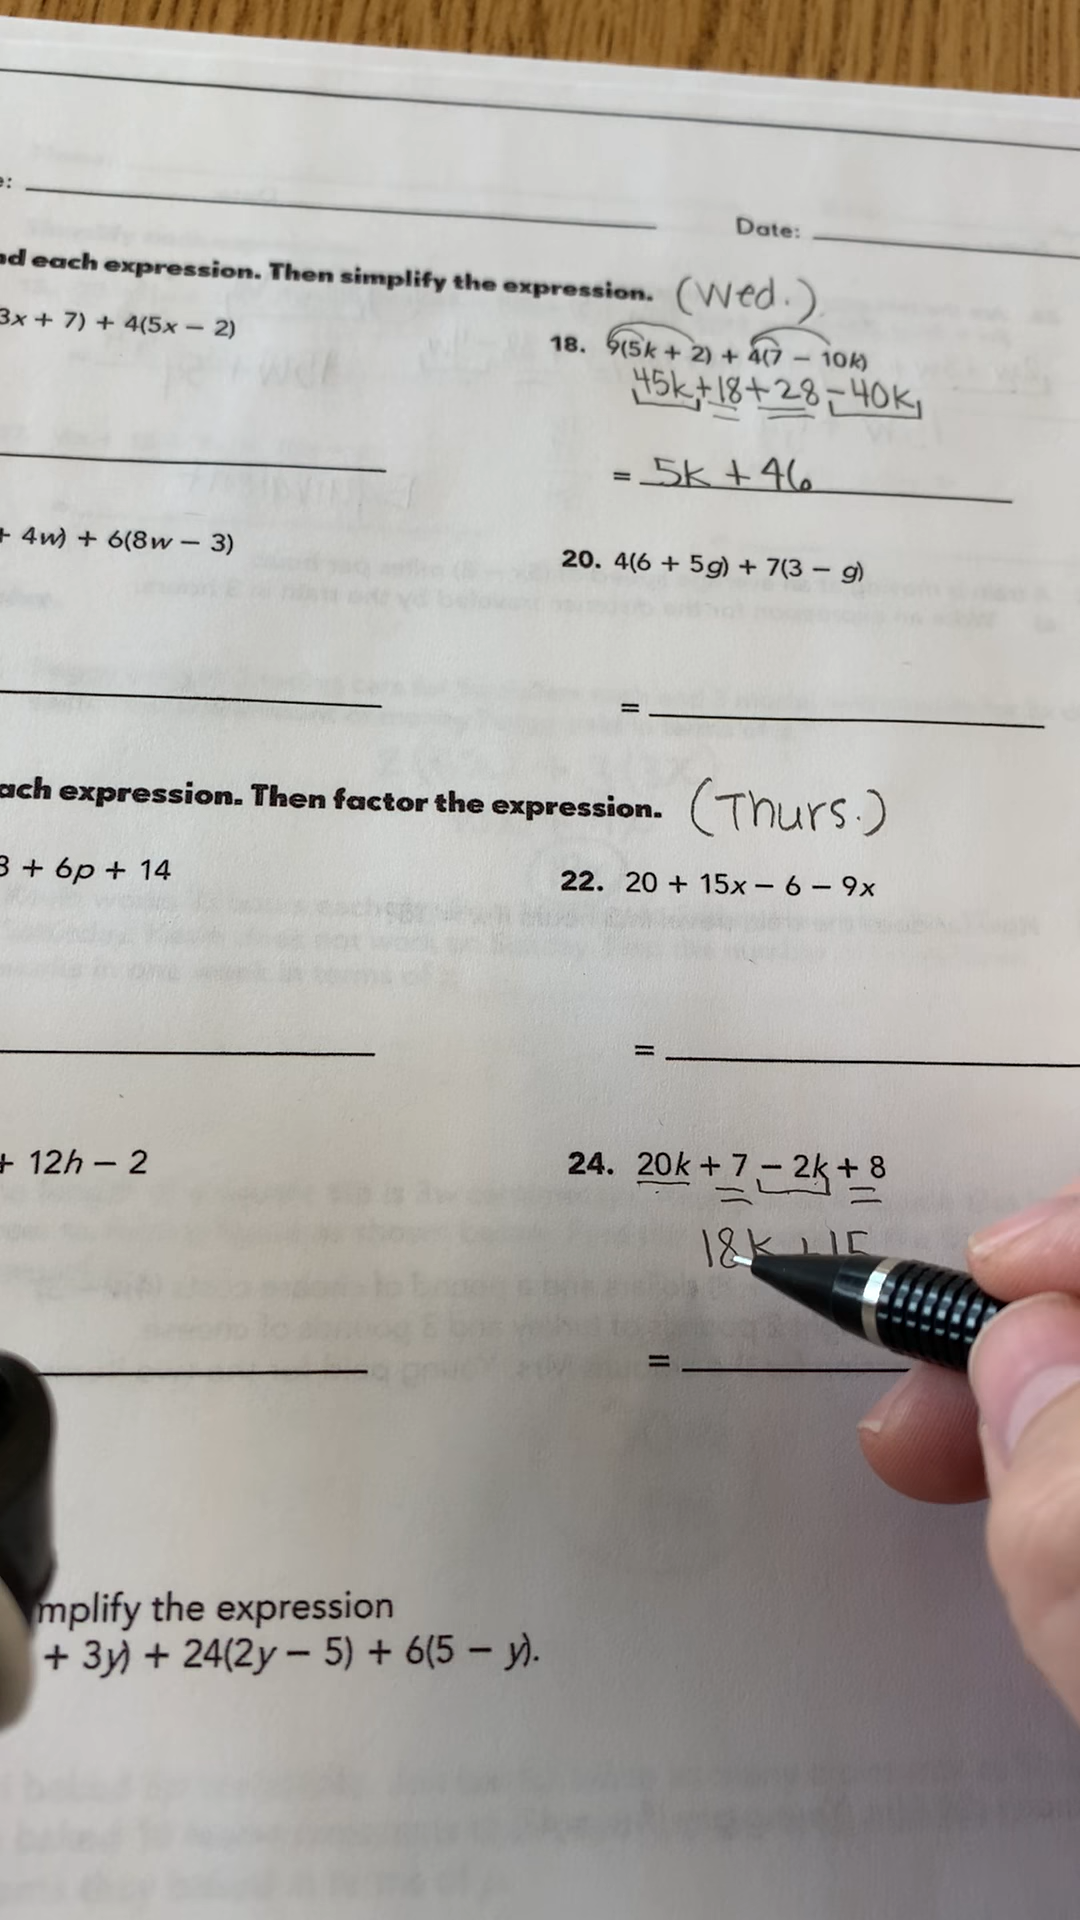 Date:
each expression. Then simplify the expression. (Wed.)
3x + 7) + 4(5x – 2)
18. 9(5k + 2) + 4(7 – 10k)
45k + 18 + 28 – 40k
= 5k + 46
+ 4w) + 6(8w – 3)
20. 4(6 + 5g) + 7(3 – g)
=
expression. Then factor the expression. (Thurs.)
+ 6p + 14
22. 20 + 15x – 6 – 9x
=
+ 12h – 2
24. 20k + 7 – 2k + 8
18k + 15
=
mplify the expression
+ 3y) + 24(2y – 5) + 6(5 – y).